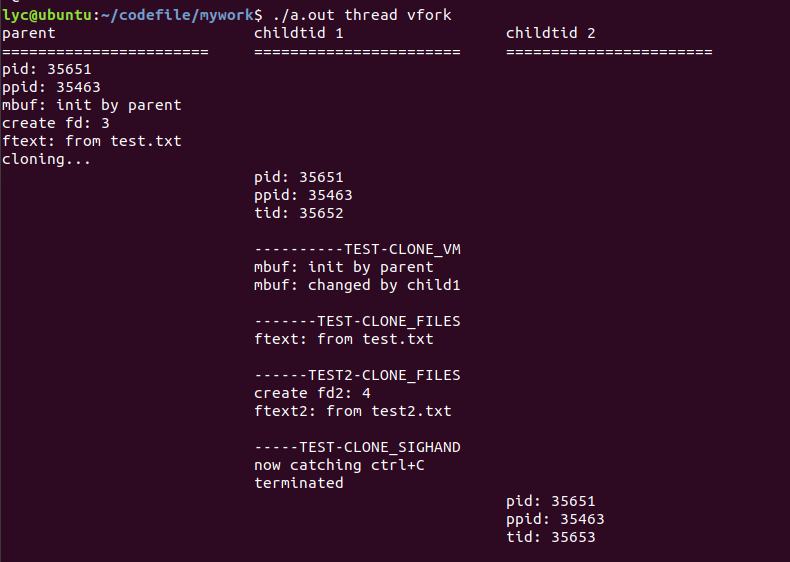 lyc@ubuntu:~/codefile/mywork$ ./a.out thread vfork
parent childtid 1 childtid 2
======================= ======================= =======================
pid: 35651
ppid: 35463
mbuf: init by parent
create fd: 3
ftext: from test.txt
cloning...
pid: 35651
ppid: 35463
tid: 35652
----------TEST-CLONE_VM
mbuf: init by parent
mbuf: changed by child1
-------TEST-CLONE_FILES
ftext: from test.txt
------TEST2-CLONE_FILES
create fd2: 4
ftext2: from test2.txt
-----TEST-CLONE_SIGHAND
now catching ctrl+C
terminated
pid: 35651
ppid: 35463
tid: 35653